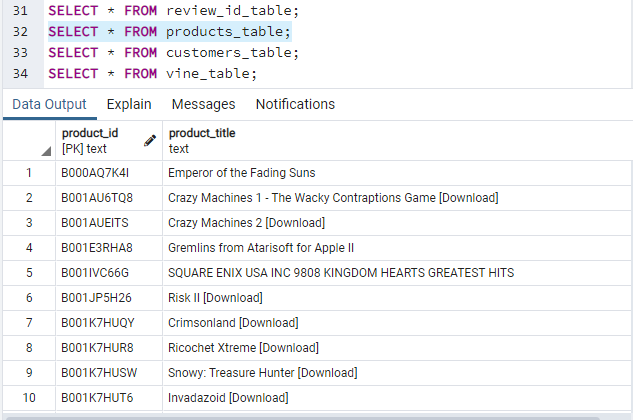 31 SELECT * FROM review_id_table;
32 SELECT * FROM products_table;
33 SELECT * FROM customers_table;
34 SELECT * FROM vine_table;
Data Output Explain Messages Notifications
product_id product_title
[PK] text text
1 B000AQ7K4I Emperor of the Fading Suns
2 B001AU6TQ8 Crazy Machines 1 - The Wacky Contraptions Game [Download]
3 B001AUEITS Crazy Machines 2 [Download]
4 B001E3RHA8 Gremlins from Atarisoft for Apple II
5 B001IVC66G SQUARE ENIX USA INC 9808 KINGDOM HEARTS GREATEST HITS
6 B001JP5H26 Risk II [Download]
7 B001K7HUQY Crimsonland [Download]
8 B001K7HUR8 Ricochet Xtreme [Download]
9 B001K7HUSW Snowy: Treasure Hunter [Download]
10 B001K7HUT6 Invadazoid [Download]